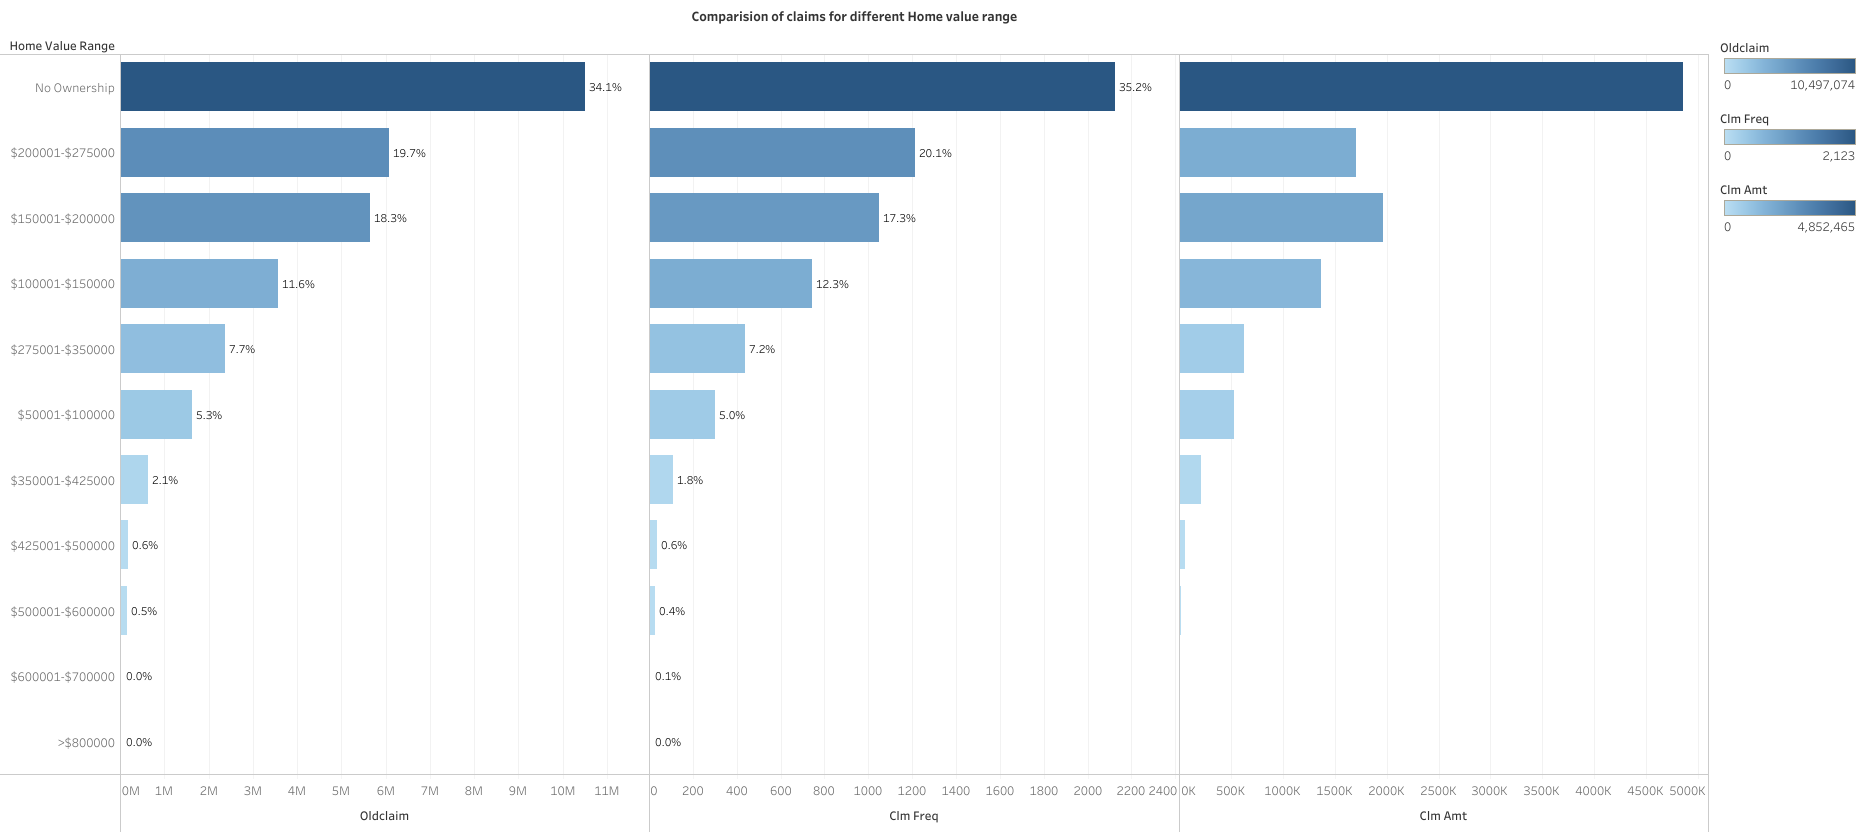 Comparision of claims for different Home value range
Home Value Range
No Ownership 34.1% 35.2%
$200001-$275000 19.7% 20.1%
$150001-$200000 18.3% 17.3%
$100001-$150000 11.6% 12.3%
$275001-$350000 7.7% 7.2%
$50001-$100000 5.3% 5.0%
$350001-$425000 2.1% 1.8%
$425001-$500000 0.6% 0.6%
$500001-$600000 0.5% 0.4%
$600001-$700000 0.0% 0.1%
>$800000 0.0% 0.0%
0M 1M 2M 3M 4M 5M 6M 7M 8M 9M 10M 11M 0 200 400 600 800 1000 1200 1400 1600 1800 2000 2200 2400 0K 500K 1000K 1500K 2000K 2500K 3000K 3500K 4000K 4500K 5000K
Oldclaim Clm Freq Clm Amt
Oldclaim
0 10,497,074
Clm Freq
0 2,123
Clm Amt
0 4,852,465